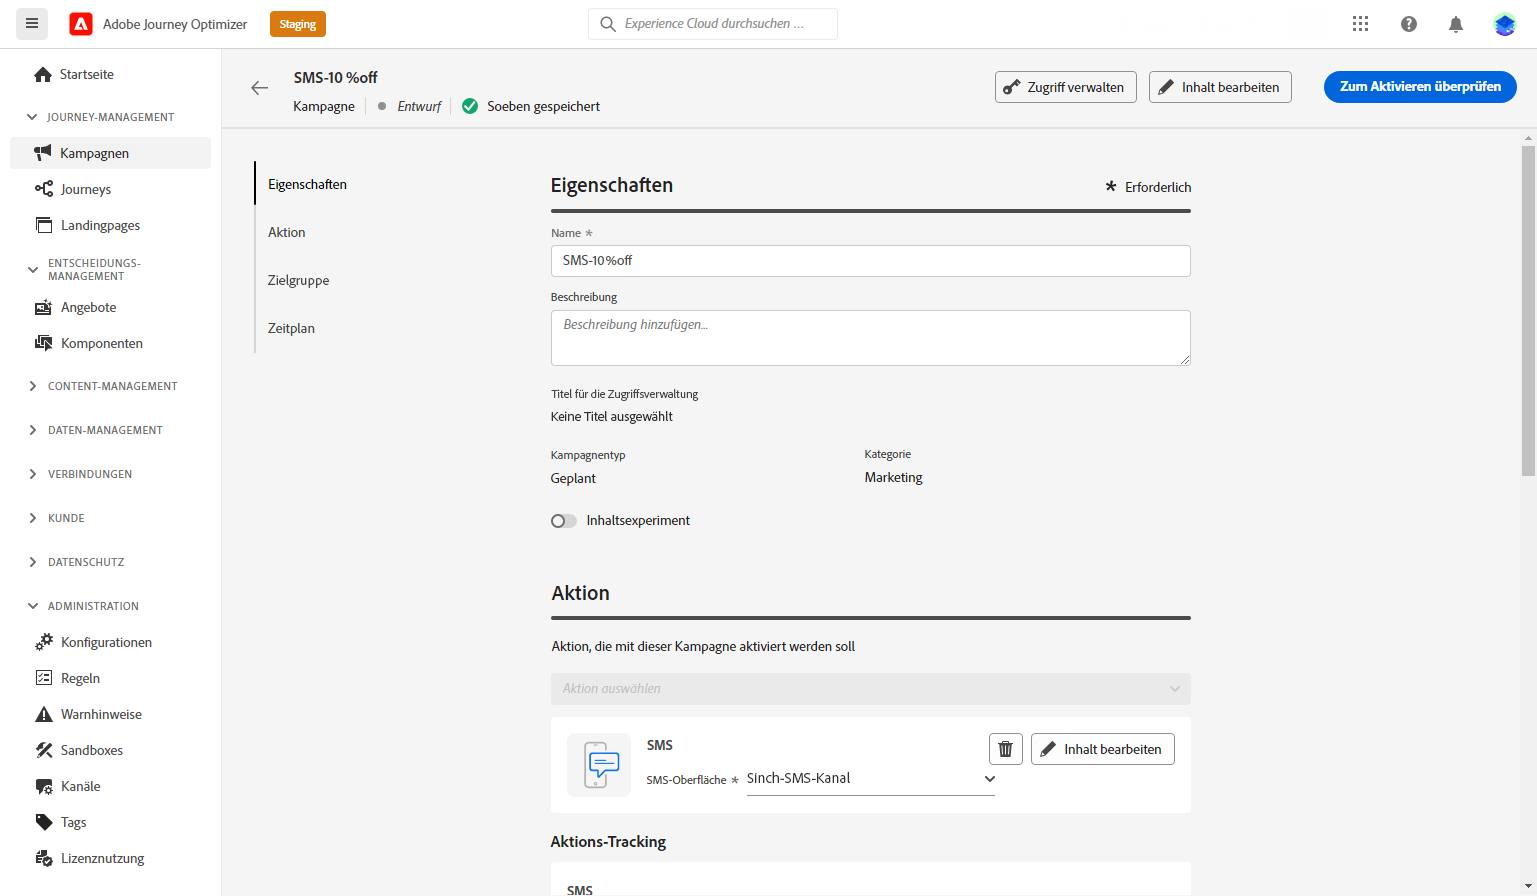 Adobe Journey Optimizer
Staging
Experience Cloud durchsuchen ...
Startseite
JOURNEY-MANAGEMENT
Kampagnen
Journeys
Landingpages
ENTSCHEIDUNGS-
MANAGEMENT
Angebote
Komponenten
CONTENT-MANAGEMENT
DATEN-MANAGEMENT
VERBINDUNGEN
KUNDE
DATENSCHUTZ
ADMINISTRATION
Konfigurationen
Regeln
Warnhinweise
Sandboxes
Kanäle
Tags
Lizenznutzung
SMS-10 %off
Kampagne
Entwurf
Soeben gespeichert
Zugriff verwalten
Inhalt bearbeiten
Zum Aktivieren überprüfen
Eigenschaften
Aktion
Zielgruppe
Zeitplan
Eigenschaften
* Erforderlich
Name *
SMS-10%off
Beschreibung
Beschreibung hinzufügen...
Titel für die Zugriffsverwaltung
Keine Titel ausgewählt
Kampagnentyp
Geplant
Kategorie
Marketing
Inhaltsexperiment
Aktion
Aktion, die mit dieser Kampagne aktiviert werden soll
Aktion auswählen
SMS
SMS-Oberfläche * Sinch-SMS-Kanal
Inhalt bearbeiten
Aktions-Tracking
SMS